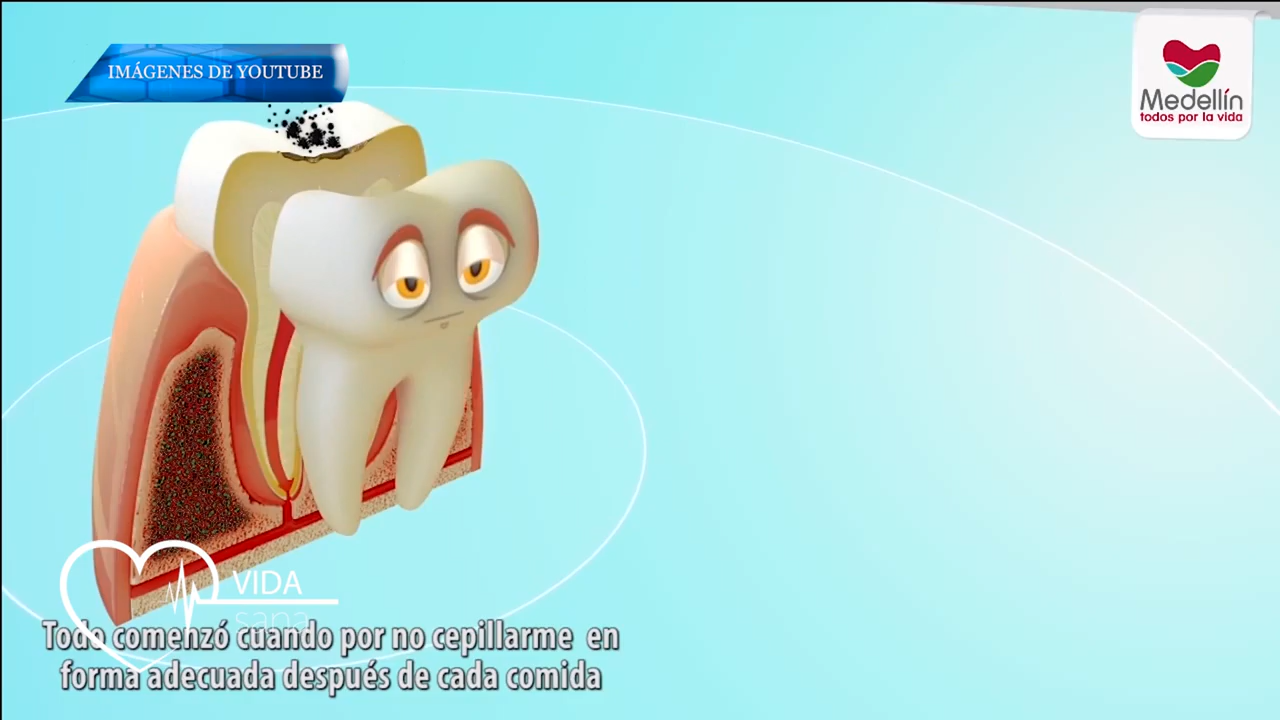 IMÁGENES DE YOUTUBE
Medellín
todos por la vida
VIDA
sana
Todo comenzó cuando por no cepillarme en
forma adecuada después de cada comida